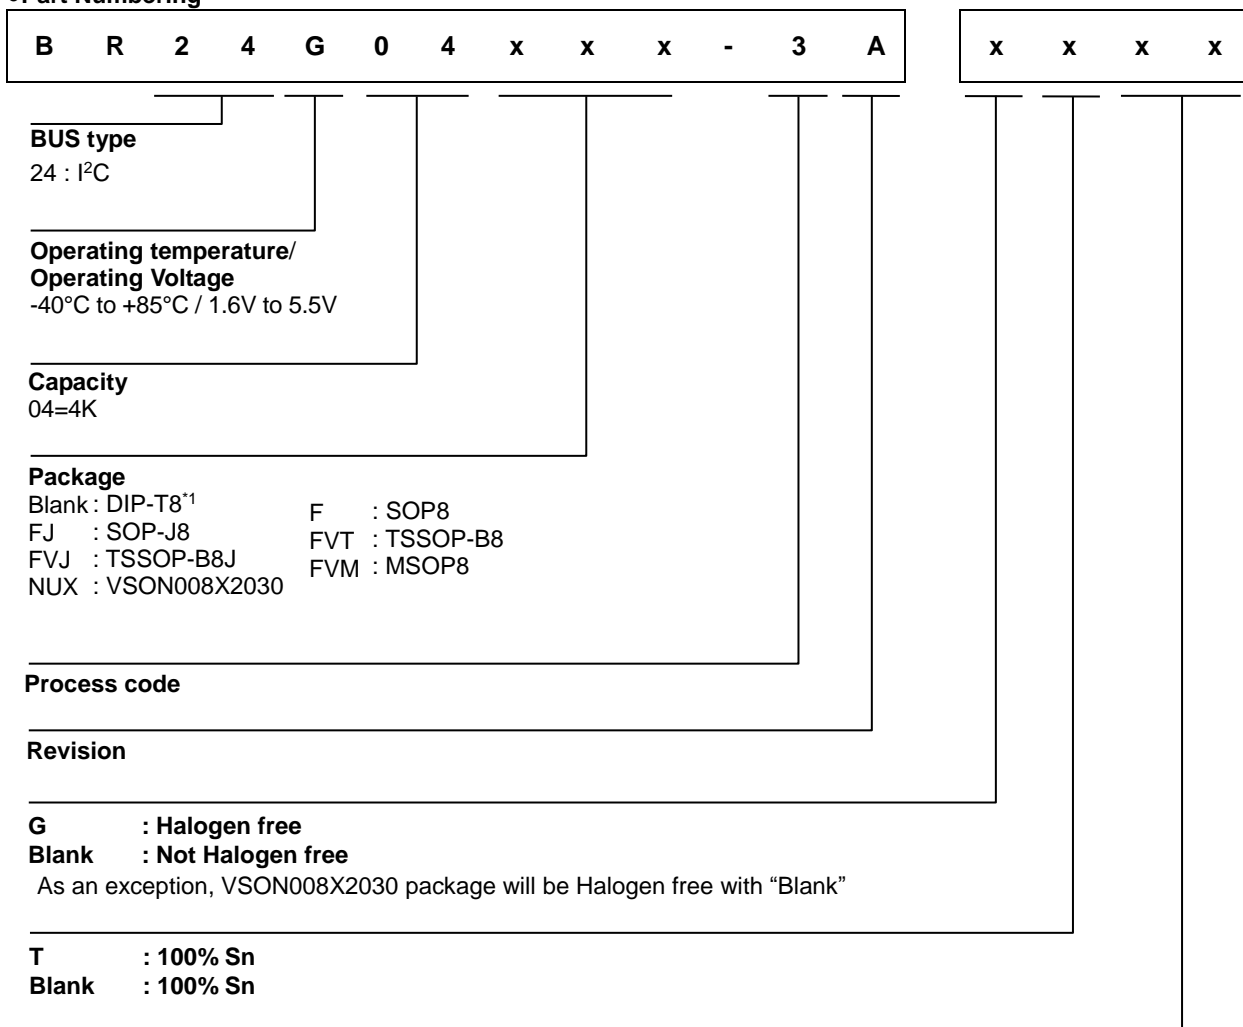 •Part Numbering
B R 2 4 G 0 4 x x x - 3 A x x x x
BUS type
24 : I²C
Operating temperature/
Operating Voltage
-40°C to +85°C / 1.6V to 5.5V
Capacity
04=4K
Package
Blank : DIP-T8*1
FJ : SOP-J8
FVJ : TSSOP-B8J
NUX : VSON008X2030
F : SOP8
FVT : TSSOP-B8
FVM : MSOP8
Process code
Revision
G : Halogen free
Blank : Not Halogen free
As an exception, VSON008X2030 package will be Halogen free with “Blank”
T : 100% Sn
Blank : 100% Sn